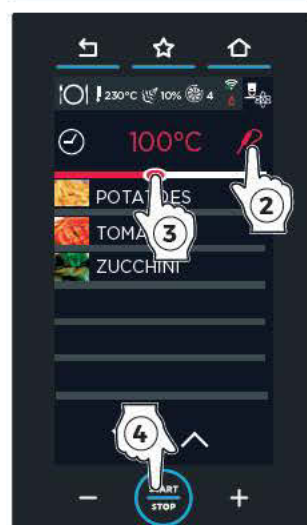 230°C 10% 4
100°C
2
POTATOES
3
TOMA
ZUCCHINI
4
START
STOP